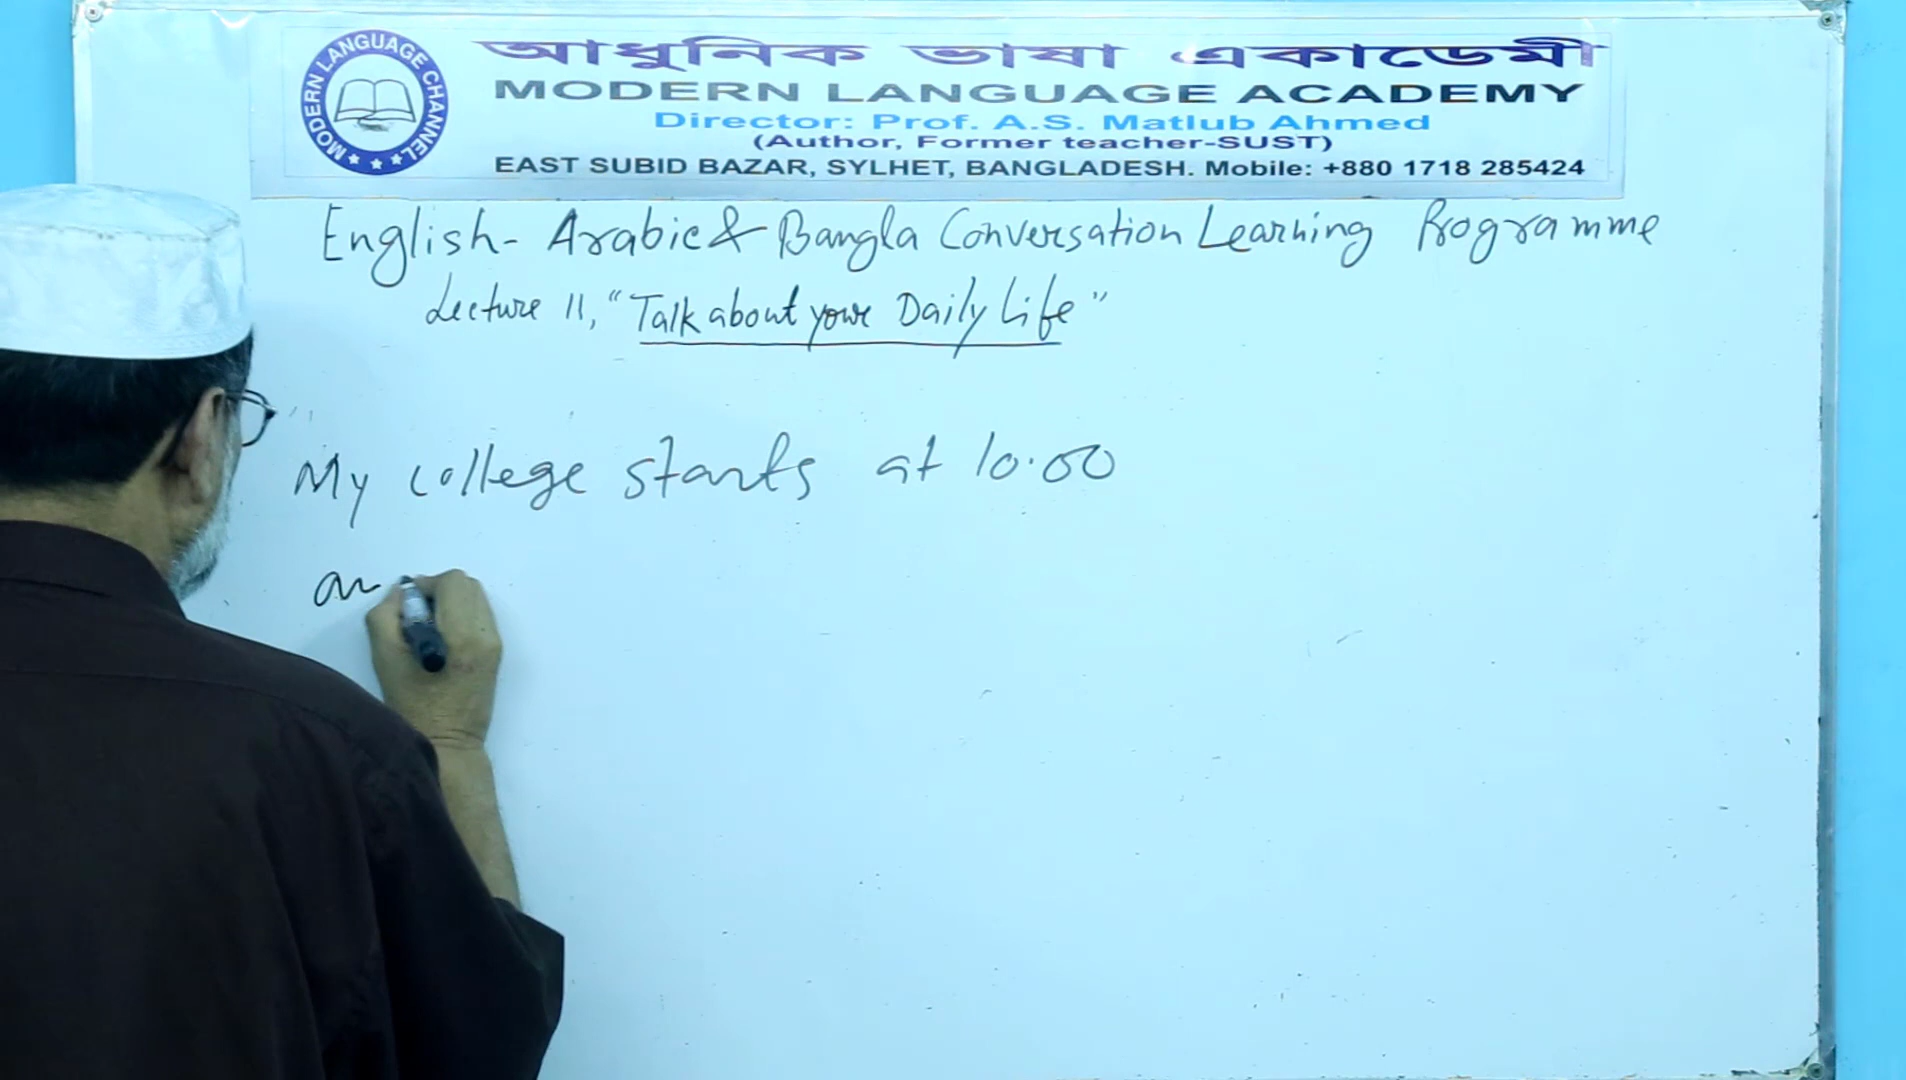 MODERN LANGUAGE CHANNEL
আধুনিক ভাষা একাডেমী
MODERN LANGUAGE ACADEMY
Director: Prof. A.S. Matlub Ahmed
(Author, Former teacher-SUST)
EAST SUBID BAZAR, SYLHET, BANGLADESH. Mobile: +880 1718 285424
English- Arabic & Bangla Conversation Learning Programme
Lecture 11, "Talk about your Daily Life"
My college starts at 10.00
an